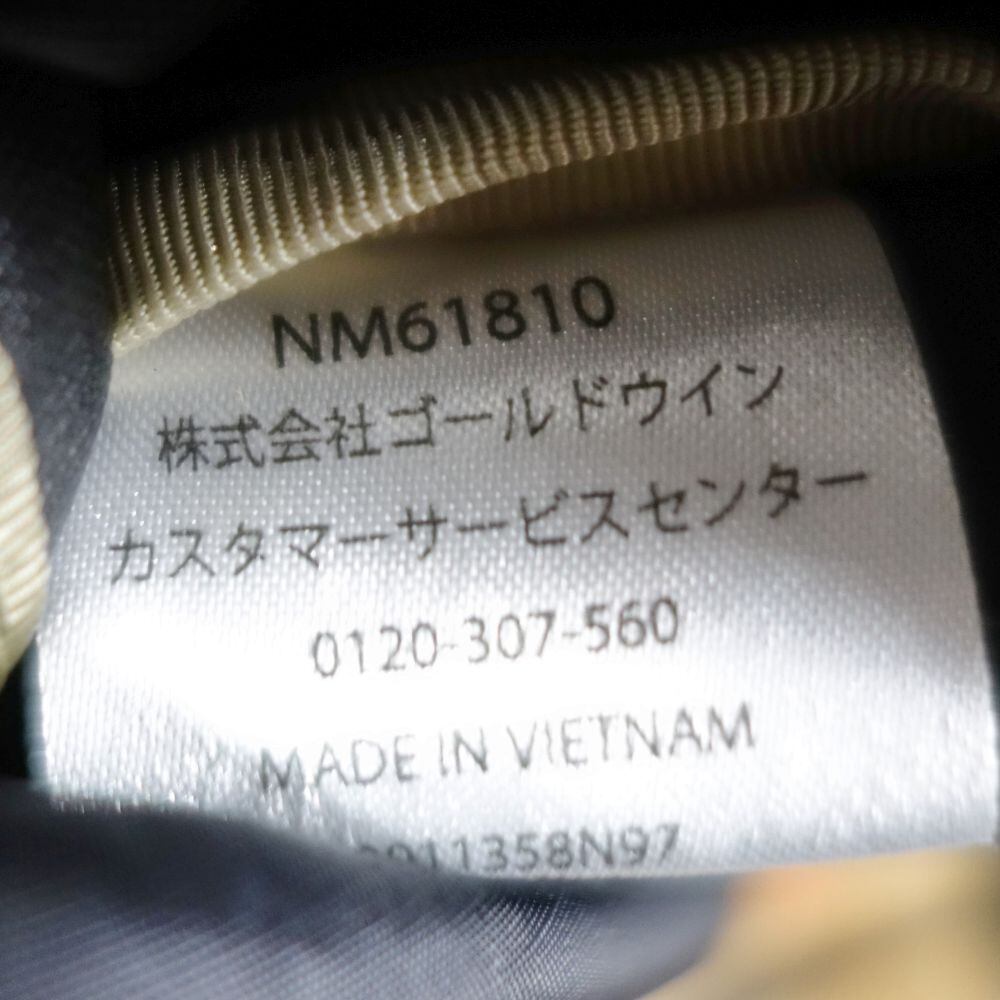 NM61810
株式会社ゴールドウイン
カスタマーサービスセンター
0120-307-560
MADE IN VIETNAM